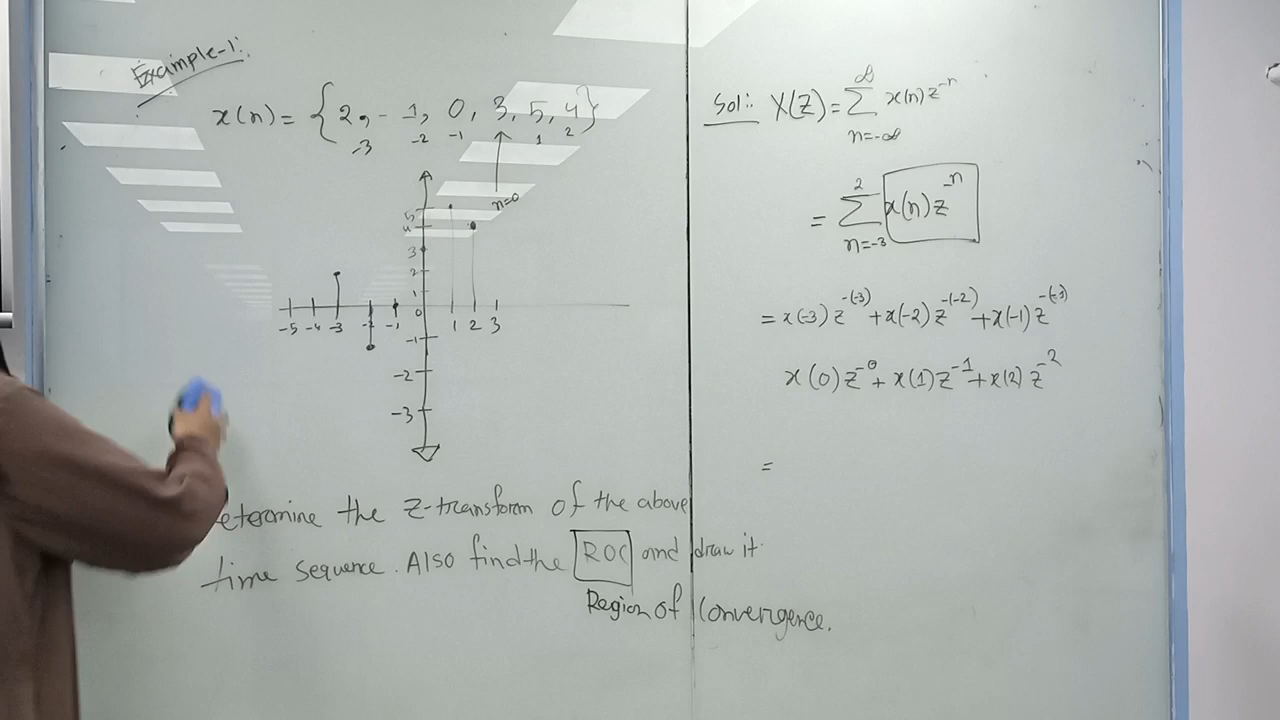 Example-1:
x(n) = { 2, - 1, 0, 3, 5, 4}
-3 -2 -1 1 2
n=0
5
4
3
2
1
0
-5 -4 -3 -2 -1 1 2 3
-1
-2
-3
etermine the z-transform of the above
time sequence. Also find the ROC and draw it
Region of Convergence.
Sol:: X(Z) = ∑_{n=-∞}^{∞} x(n) z^{-n}
= ∑_{n=-3}^{2} x(n) z^{-n}
= x(-3) z^{-(-3)} + x(-2) z^{-(-2)} + x(-1) z^{-(-1)}
x(0) z^{-0} + x(1) z^{-1} + x(2) z^{-2}
=